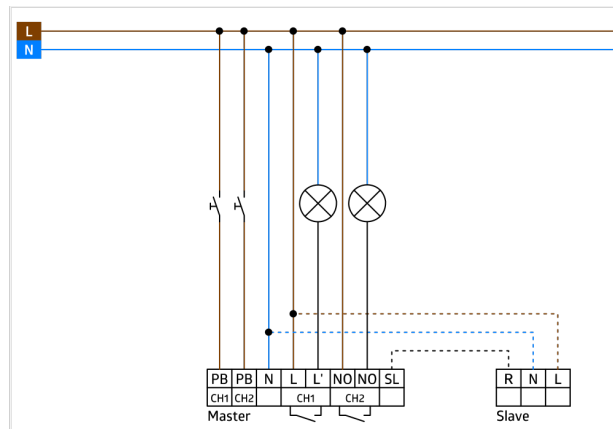 L
N
PB PB N L L' NO NO SL
CH1 CH2 CH1 CH2
Master
R N L
Slave